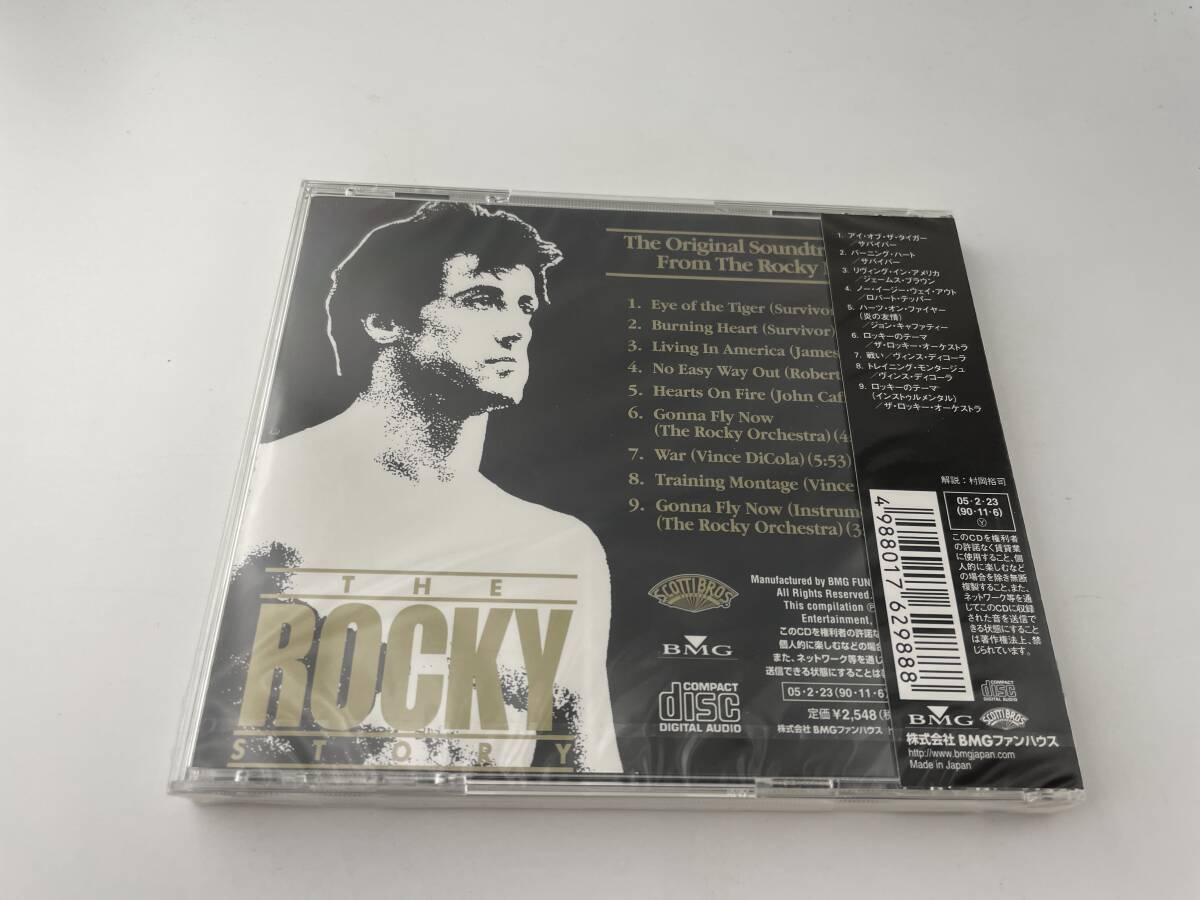 The Original Soundtr
From The Rocky
1. Eye of the Tiger (Survivor
2. Burning Heart (Survivor)
3. Living In America (James
4. No Easy Way Out (Robert
5. Hearts On Fire (John Caf
6. Gonna Fly Now
(The Rocky Orchestra) (4:
7. War (Vince DiCola) (5:53)
8. Training Montage (Vince
9. Gonna Fly Now (Instrum
(The Rocky Orchestra) (3
THE
ROCKY
STORY
SCOTTI BROS
BMG
COMPACT
disc
DIGITAL AUDIO
Manufactured by BMG FUN
All Rights Reserved.
This compilation Ⓟ
Entertainment,
このCDを権利者の許諾な
個人的に楽しむなどの場合
また、ネットワーク等を通じ
送信できる状態にすることは
05・2・23 (90・11・6)
定価 ¥2,548 (税
株式会社 BMGファンハウス
1. アイ・オブ・ザ・タイガー
/サバイバー
2. バーニング・ハート
/サバイバー
3. リヴィング・イン・アメリカ
/ジェームス・ブラウン
4. ノー・イージー・ウェイ・アウト
/ロバート・テッパー
5. ハーツ・オン・ファイヤー
(炎の友情)
/ジョン・キャファティー
6. ロッキーのテーマ
/ザ・ロッキー・オーケストラ
7. 戦い/ヴィンス・ディコーラ
8. トレイニング・モンタージュ
/ヴィンス・ディコーラ
9. ロッキーのテーマ
(インストゥルメンタル)
/ザ・ロッキー・オーケストラ
解説:村岡裕司
4988017629888
05・2・23
(90・11・6)
Ⓨ
このCDを権利者
の許諾なく賃貸業
に使用すること、個
人的に楽しむなど
の場合を除き無断
複製すること、また、
ネットワーク等を通
じてこのCDに収録
された音を送信で
きる状態にすること
は著作権法上、禁
じられています。
COMPACT
disc
DIGITAL AUDIO
BMG
SCOTTI BROS
株式会社 BMGファンハウス
http://www.bmgjapan.com
Made in Japan